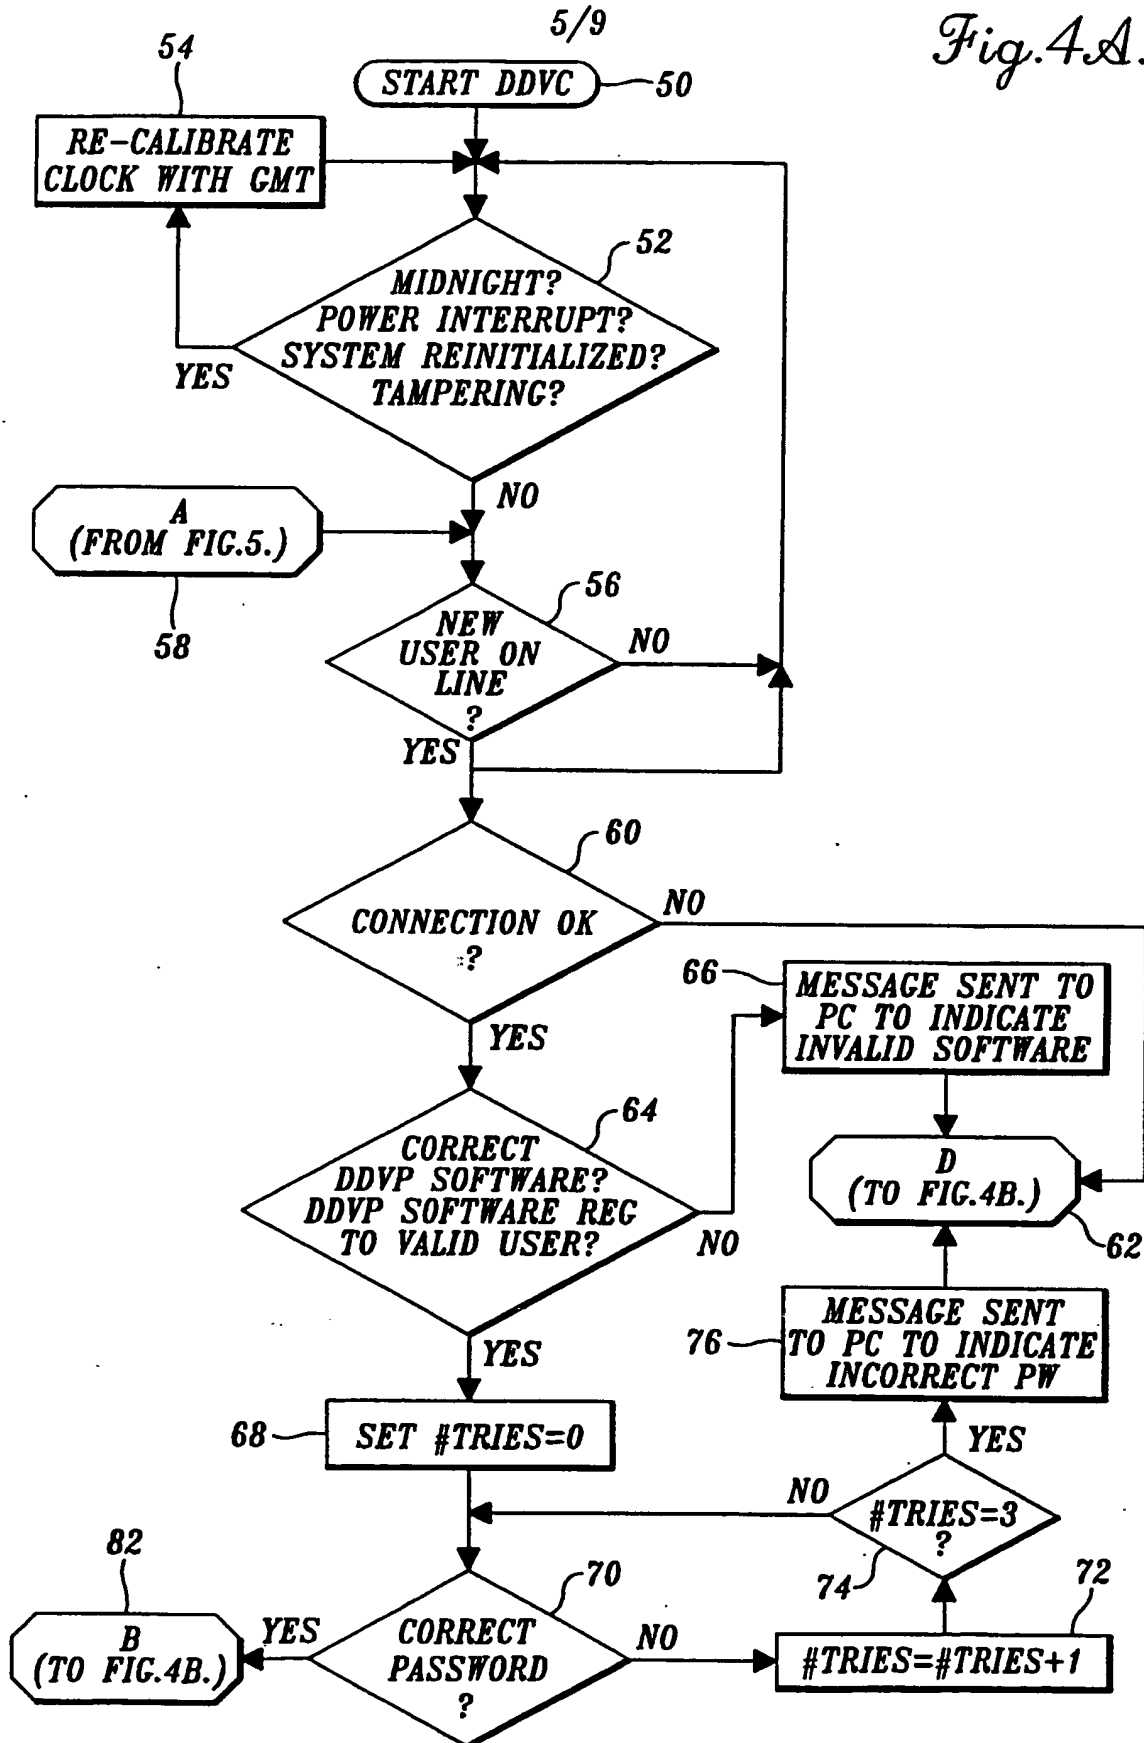 5/9
Fig.4A.
54
START DDVC
50
RE-CALIBRATE
CLOCK WITH GMT
52
MIDNIGHT?
POWER INTERRUPT?
SYSTEM REINITIALIZED?
TAMPERING?
YES
NO
A
(FROM FIG.5.)
58
56
NEW
USER ON
LINE
?
NO
YES
60
CONNECTION OK
?
NO
YES
66
MESSAGE SENT TO
PC TO INDICATE
INVALID SOFTWARE
64
CORRECT
DDVP SOFTWARE?
DDVP SOFTWARE REG
TO VALID USER?
NO
YES
D
(TO FIG.4B.)
62
76
MESSAGE SENT
TO PC TO INDICATE
INCORRECT PW
68
SET #TRIES=0
YES
NO
#TRIES=3
?
74
82
B
(TO FIG.4B.)
YES
70
CORRECT
PASSWORD
?
NO
72
#TRIES=#TRIES+1